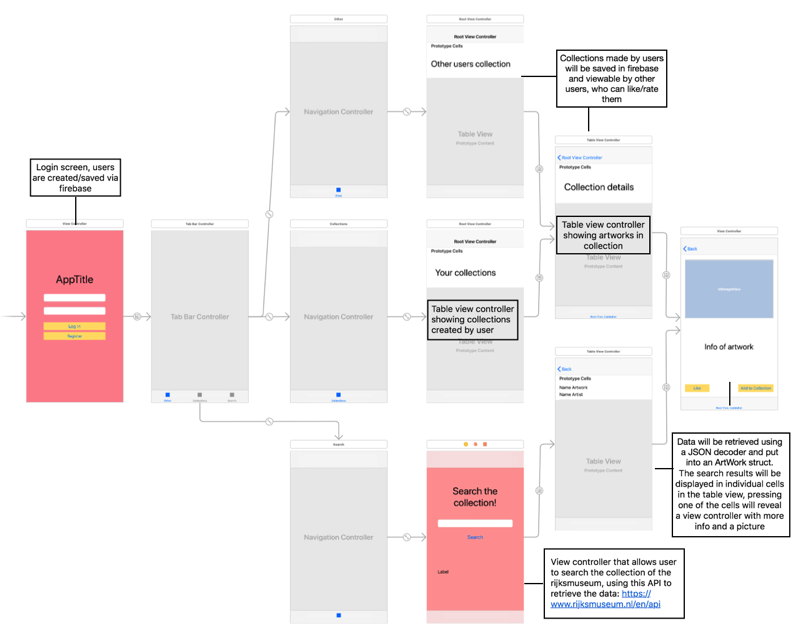 Other
Navigation Controller
Root View Controller
Root View Controller
Prototype Cells
Other users collection
Table View
Prototype Content
Collections made by users
will be saved in firebase
and viewable by other
users, who can like/rate
them
Login screen, users
are created/saved via
firebase
View Controller
AppTitle
Log in
Register
Tab Bar Controller
Tab Bar Controller
Collections
Navigation Controller
Root View Controller
Root View Controller
Prototype Cells
Your collections
Table view controller
showing collections
created by user
Prototype Content
Table View Controller
Root View Controller
Prototype Cells
Collection details
Table view controller
showing artworks in
collection
Table View
Prototype Content
View Controller
Back
Info of artwork
Like
Add to Collection
Table View Controller
Back
Prototype Cells
Name Artwork
Name Artist
Table View
Prototype Content
Data will be retrieved using
a JSON decoder and put
into an ArtWork struct.
The search results will be
displayed in individual cells
in the table view, pressing
one of the cells will reveal
a view controller with more
info and a picture
Search
Navigation Controller
Search the
collection!
Search
Label
View controller that allows user
to search the collection of the
rijksmuseum, using this API to
retrieve the data: https://
www.rijksmuseum.nl/en/api